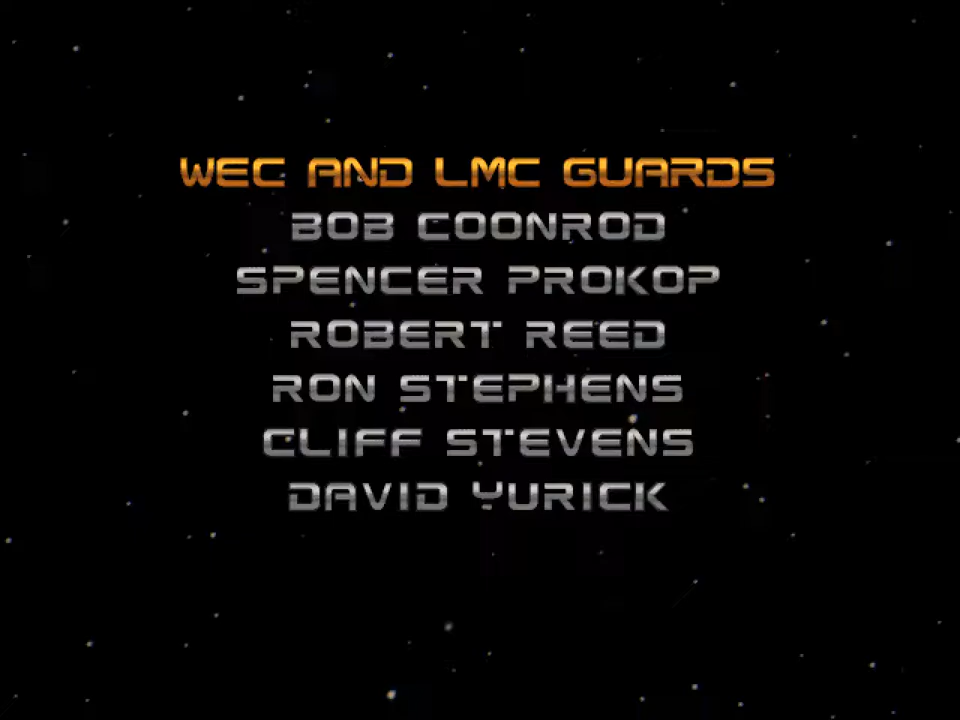 WEC AND LMC GUARDS
BOB COONROD
SPENCER PROKOP
ROBERT REED
RON STEPHENS
CLIFF STEVENS
DAVID YURICK